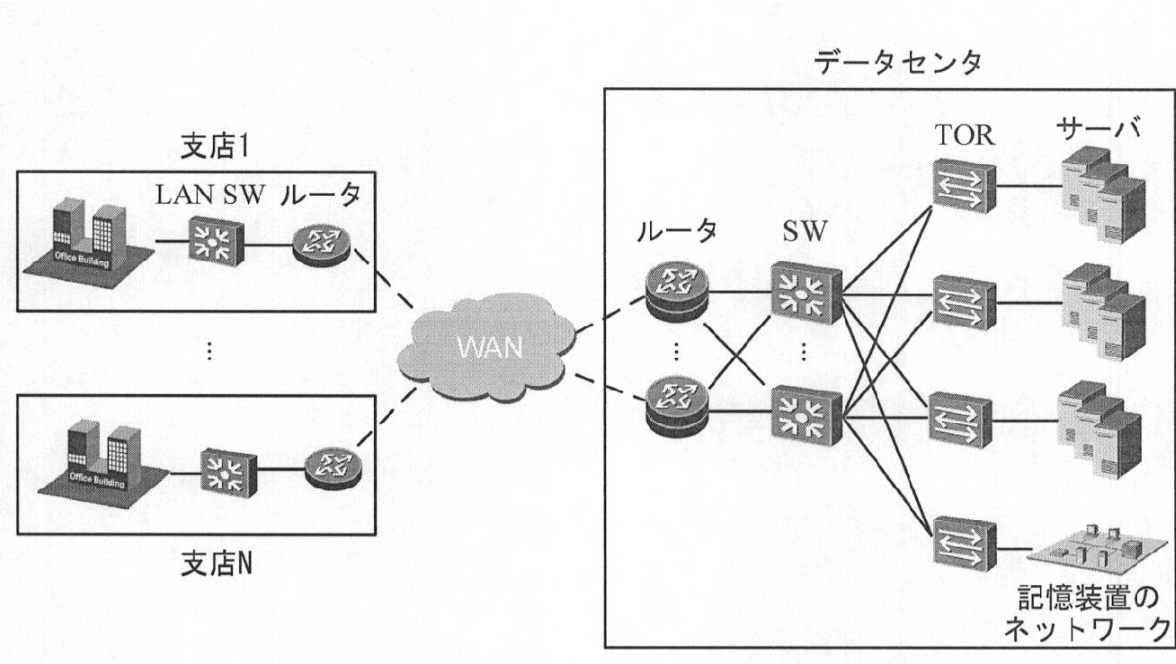 データセンタ
支店1
LAN SW
ルータ
Office Building
WAN
支店N
Office Building
ルータ
SW
TOR
サーバ
記憶装置の
ネットワーク